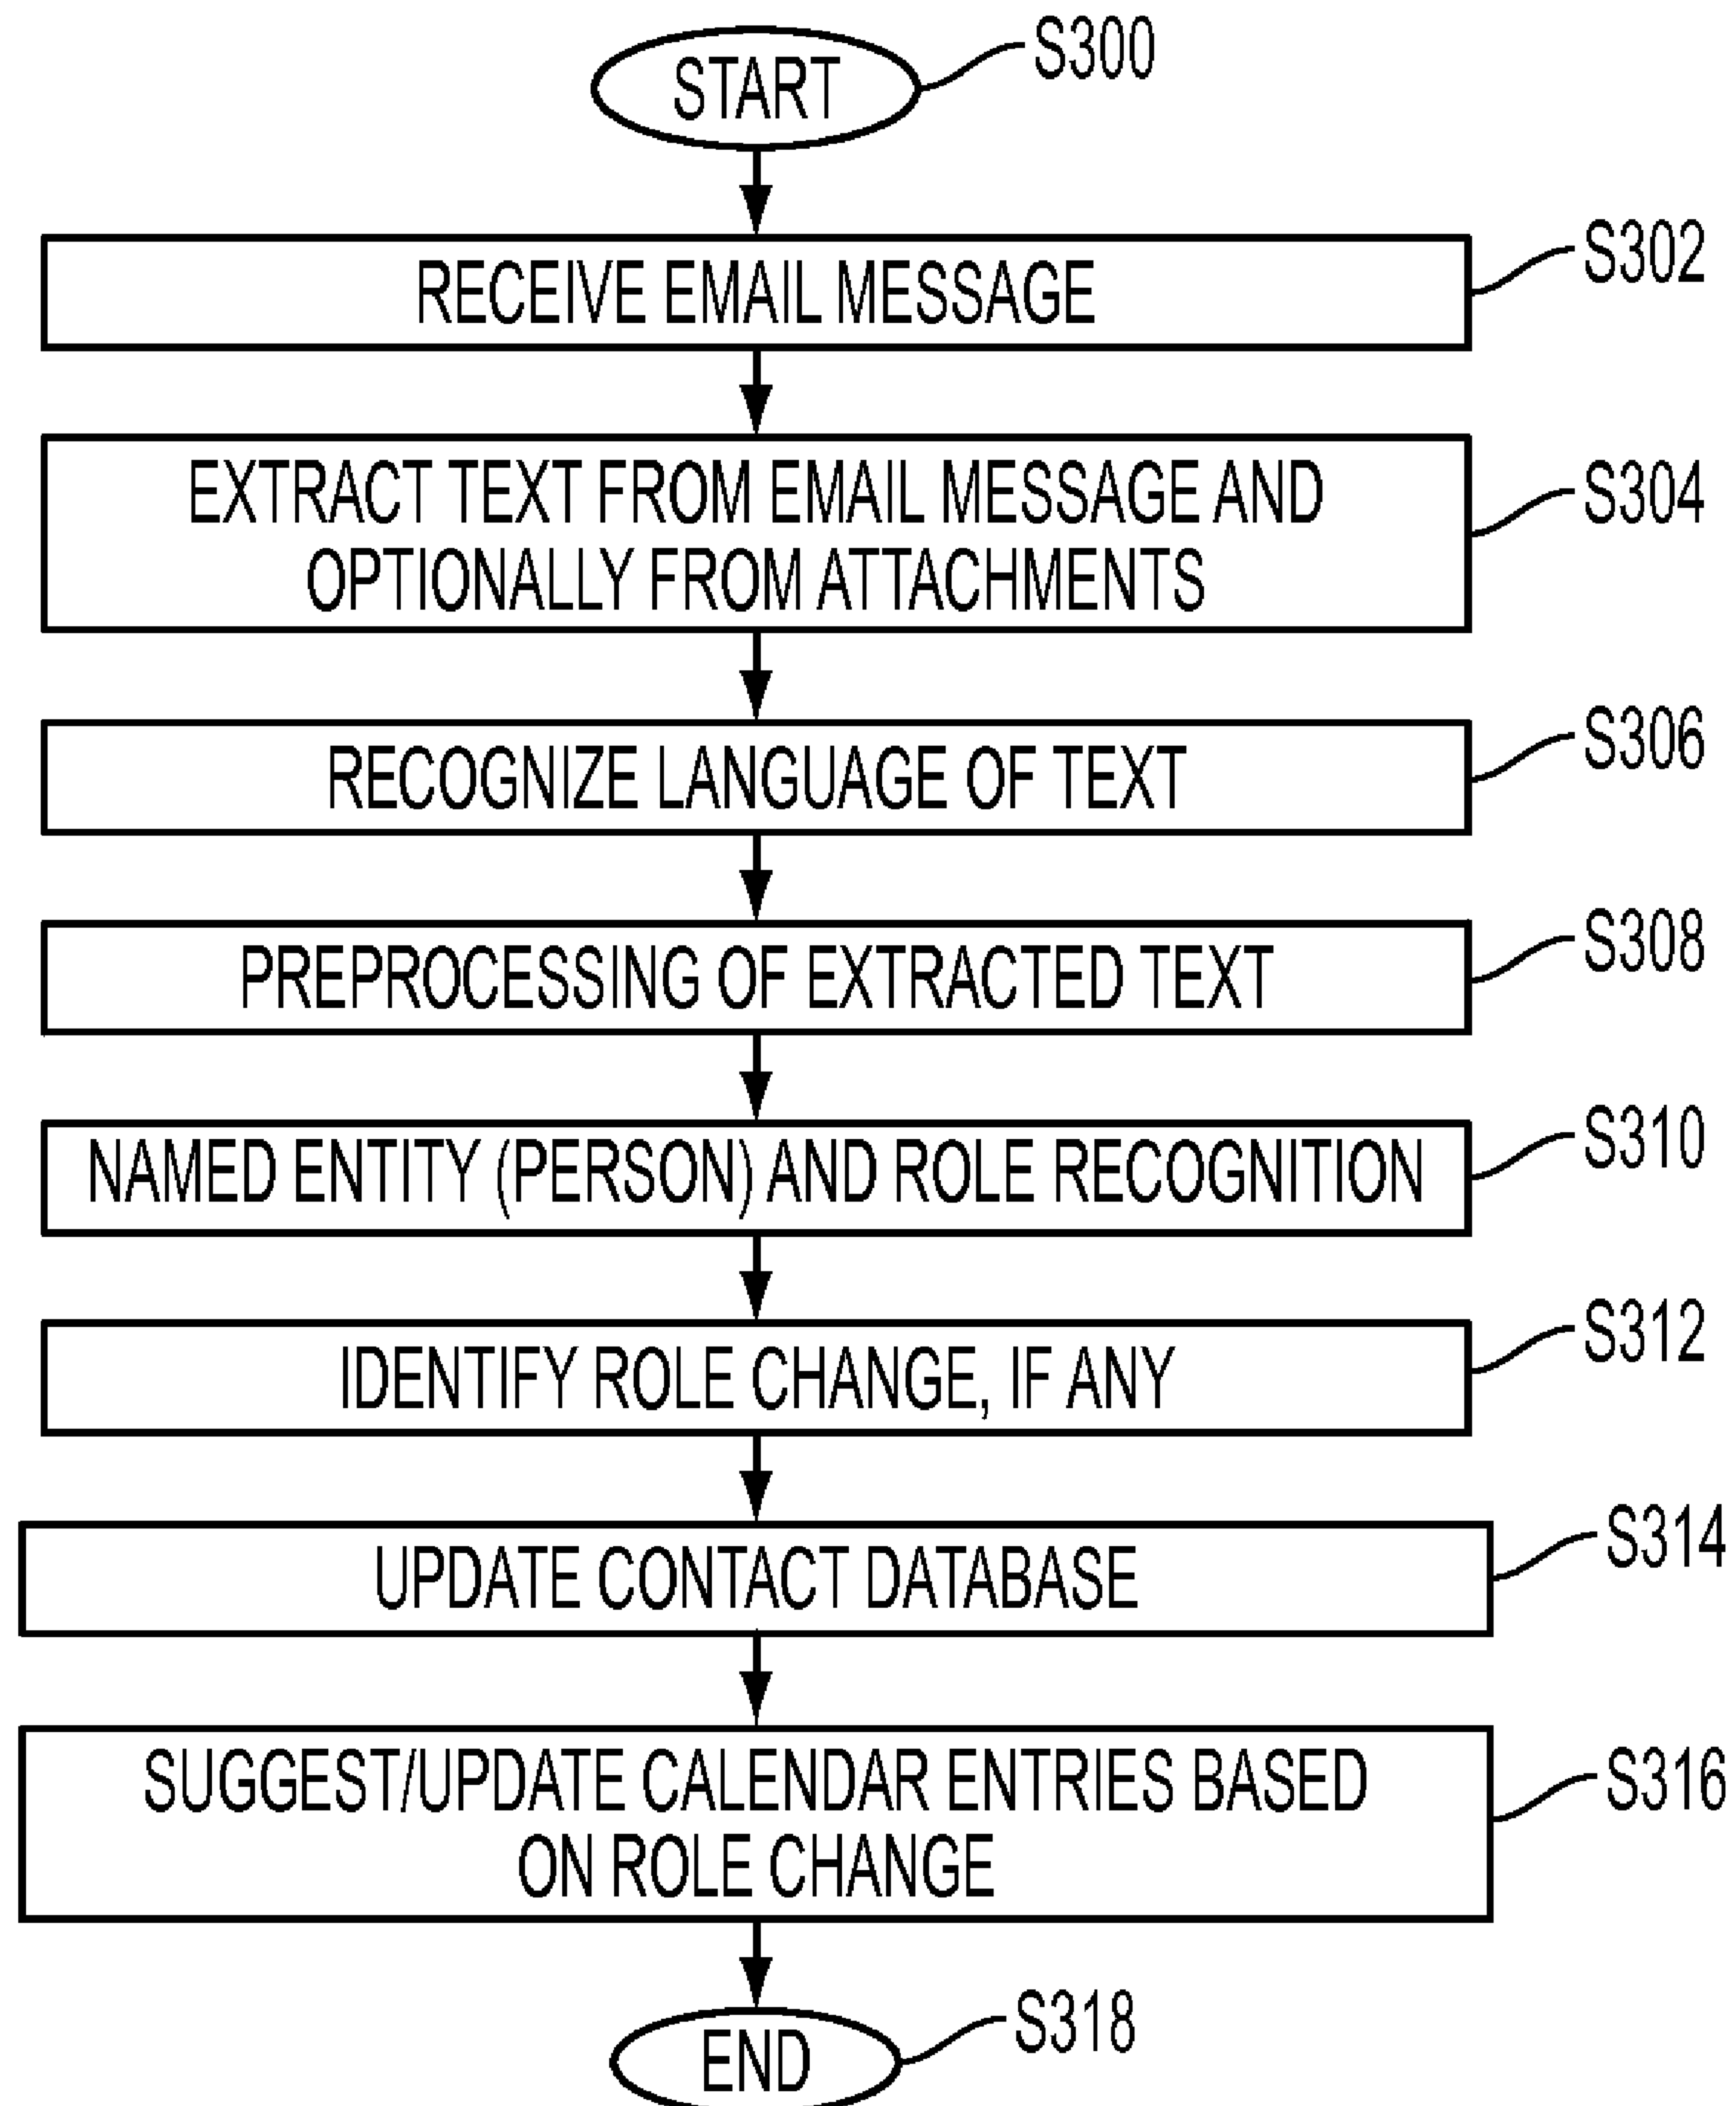 START
S300
RECEIVE EMAIL MESSAGE
S302
EXTRACT TEXT FROM EMAIL MESSAGE AND
OPTIONALLY FROM ATTACHMENTS
S304
RECOGNIZE LANGUAGE OF TEXT
S306
PREPROCESSING OF EXTRACTED TEXT
S308
NAMED ENTITY (PERSON) AND ROLE RECOGNITION
S310
IDENTIFY ROLE CHANGE, IF ANY
S312
UPDATE CONTACT DATABASE
S314
SUGGEST/UPDATE CALENDAR ENTRIES BASED
ON ROLE CHANGE
S316
END
S318